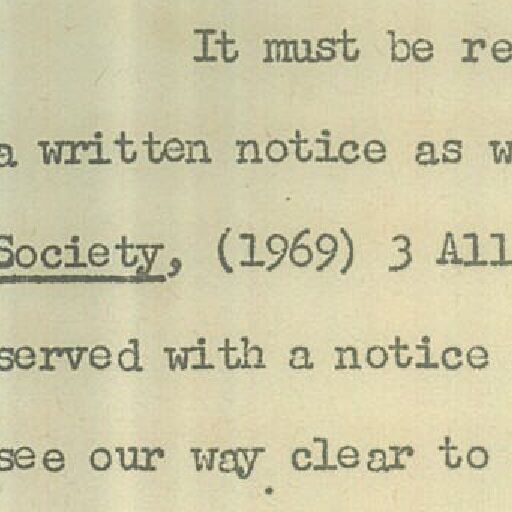 It must be re
a written notice as w
Society, (1969) 3 All
served with a notice
see our way clear to